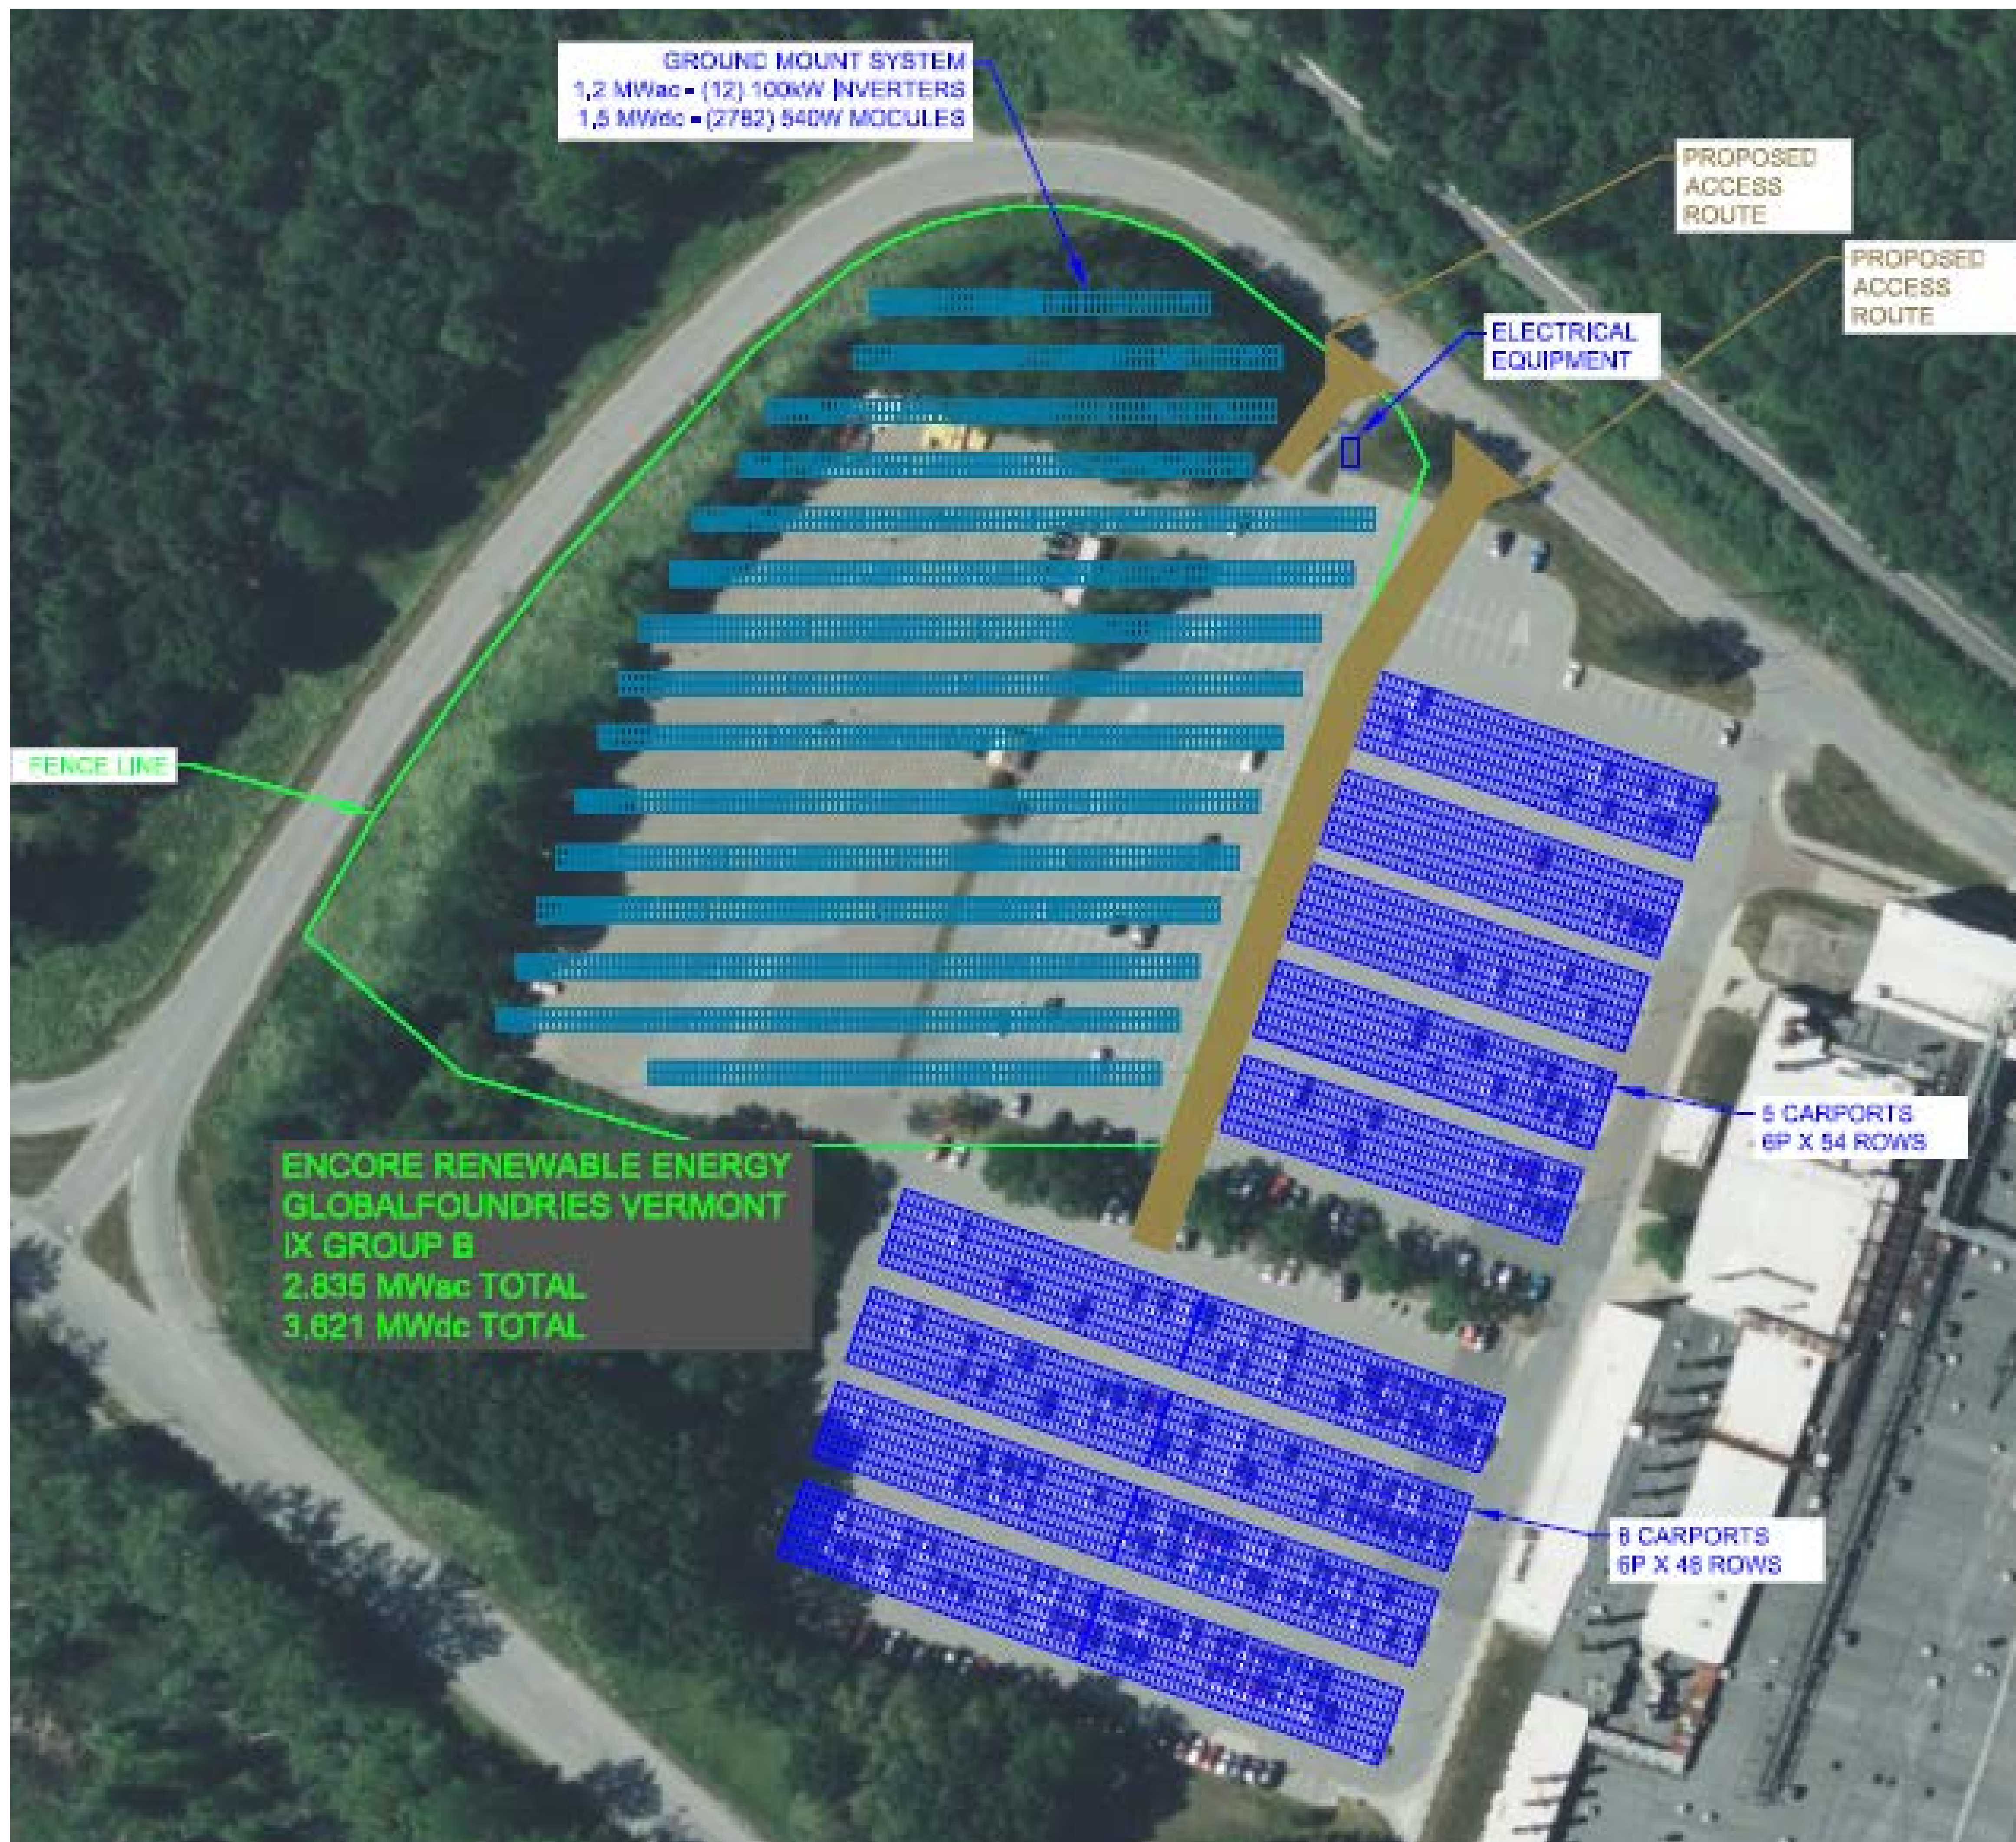 GROUND MOUNT SYSTEM
1.2 MWac - (12) 100kW INVERTERS
1.5 MWdc - (2782) 540W MODULES
PROPOSED
ACCESS
ROUTE
PROPOSED
ACCESS
ROUTE
ELECTRICAL
EQUIPMENT
FENCE LINE
5 CARPORTS
6P X 54 ROWS
ENCORE RENEWABLE ENERGY
GLOBALFOUNDRIES VERMONT
IX GROUP B
2.835 MWac TOTAL
3.621 MWdc TOTAL
8 CARPORTS
6P X 48 ROWS